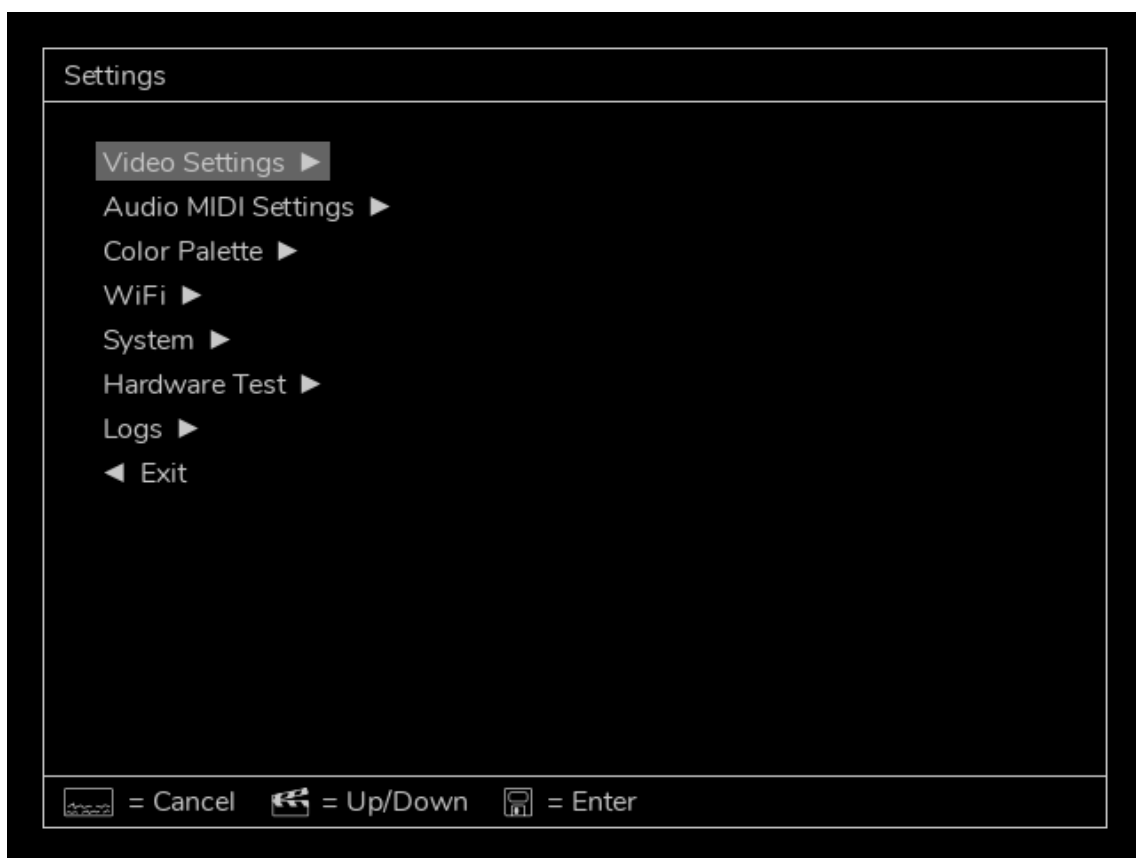 Settings
Video Settings ►
Audio MIDI Settings ►
Color Palette ►
WiFi ►
System ►
Hardware Test ►
Logs ►
◄ Exit
= Cancel = Up/Down = Enter